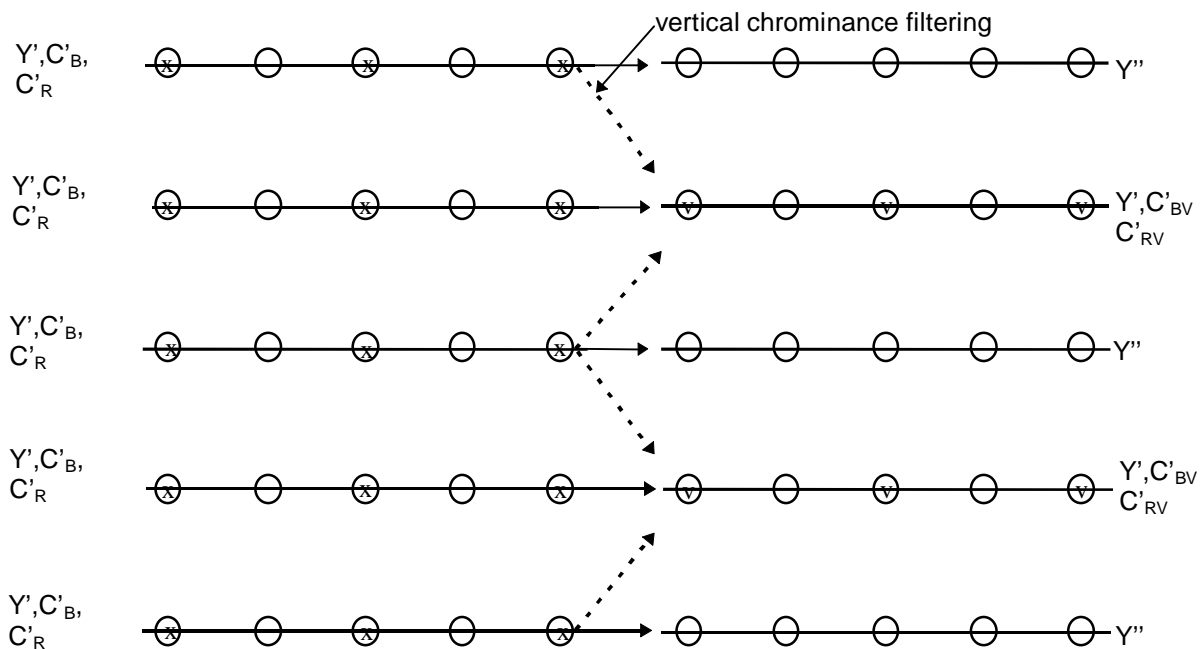 vertical chrominance filtering
Y’,C’B,
C’R
x x x
Y’’
Y’,C’B,
C’R
x x x
v v v
Y’,C’BV
C’RV
Y’,C’B,
C’R
x x x
Y’’
Y’,C’B,
C’R
x x x
v v v
Y’,C’BV
C’RV
Y’,C’B,
C’R
x x x
Y’’